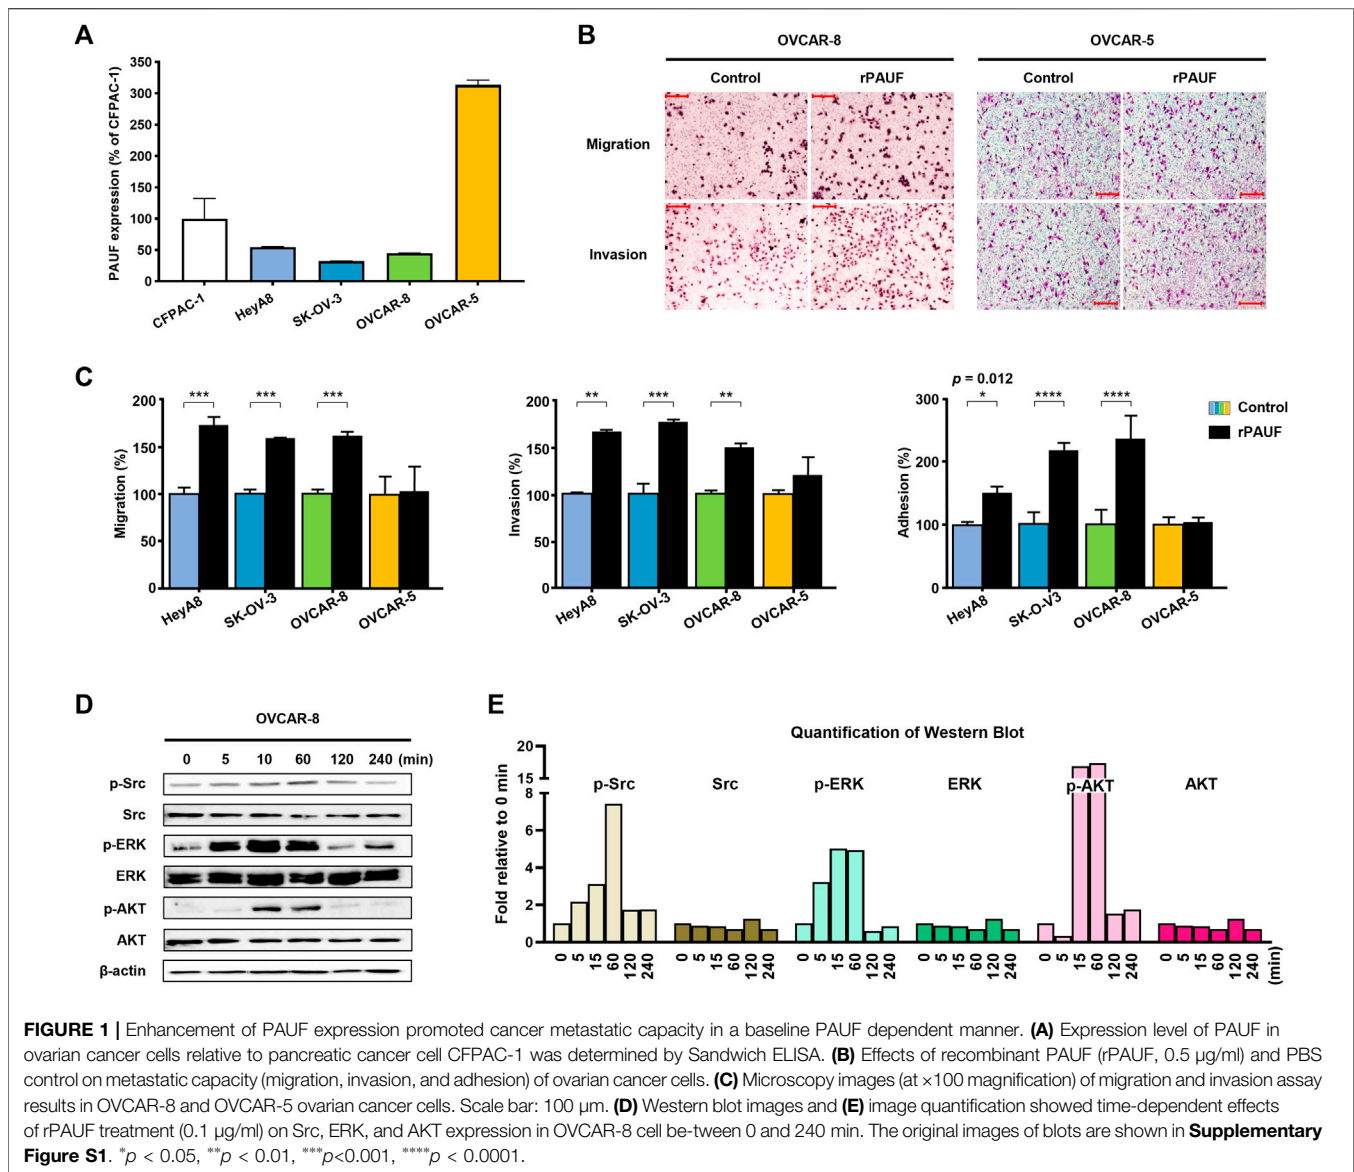 A
PAUF expression (% of CFPAC-1)
350
300
250
200
150
100
50
0
CFPAC-1
HeyA8
SK-OV-3
OVCAR-8
OVCAR-5
B
OVCAR-8
OVCAR-5
Control
rPAUF
Control
rPAUF
Migration
Invasion
C
Migration (%)
200
150
100
50
0
***
***
***
HeyA8
SK-OV-3
OVCAR-8
OVCAR-5
Invasion (%)
200
150
100
50
0
**
***
**
HeyA8
SK-OV-3
OVCAR-8
OVCAR-5
Adhesion (%)
300
200
100
0
p = 0.012
*
****
****
HeyA8
SK-O-V3
OVCAR-8
OVCAR-5
Control
rPAUF
D
OVCAR-8
0 5 10 60 120 240 (min)
p-Src
Src
p-ERK
ERK
p-AKT
AKT
β-actin
E
Quantification of Western Blot
Fold relative to 0 min
20
15
8
6
4
2
0
p-Src
Src
p-ERK
ERK
p-AKT
AKT
0 5 15 60 120 240
0 5 15 60 120 240
0 5 15 60 120 240
0 5 15 60 120 240
0 5 15 60 120 240
0 5 15 60 120 240 (min)
FIGURE 1 | Enhancement of PAUF expression promoted cancer metastatic capacity in a baseline PAUF dependent manner. (A) Expression level of PAUF in
ovarian cancer cells relative to pancreatic cancer cell CFPAC-1 was determined by Sandwich ELISA. (B) Effects of recombinant PAUF (rPAUF, 0.5 μg/ml) and PBS
control on metastatic capacity (migration, invasion, and adhesion) of ovarian cancer cells. (C) Microscopy images (at ×100 magnification) of migration and invasion assay
results in OVCAR-8 and OVCAR-5 ovarian cancer cells. Scale bar: 100 μm. (D) Western blot images and (E) image quantification showed time-dependent effects
of rPAUF treatment (0.1 μg/ml) on Src, ERK, and AKT expression in OVCAR-8 cell be-tween 0 and 240 min. The original images of blots are shown in Supplementary
Figure S1. *p < 0.05, **p < 0.01, ***p<0.001, ****p < 0.0001.